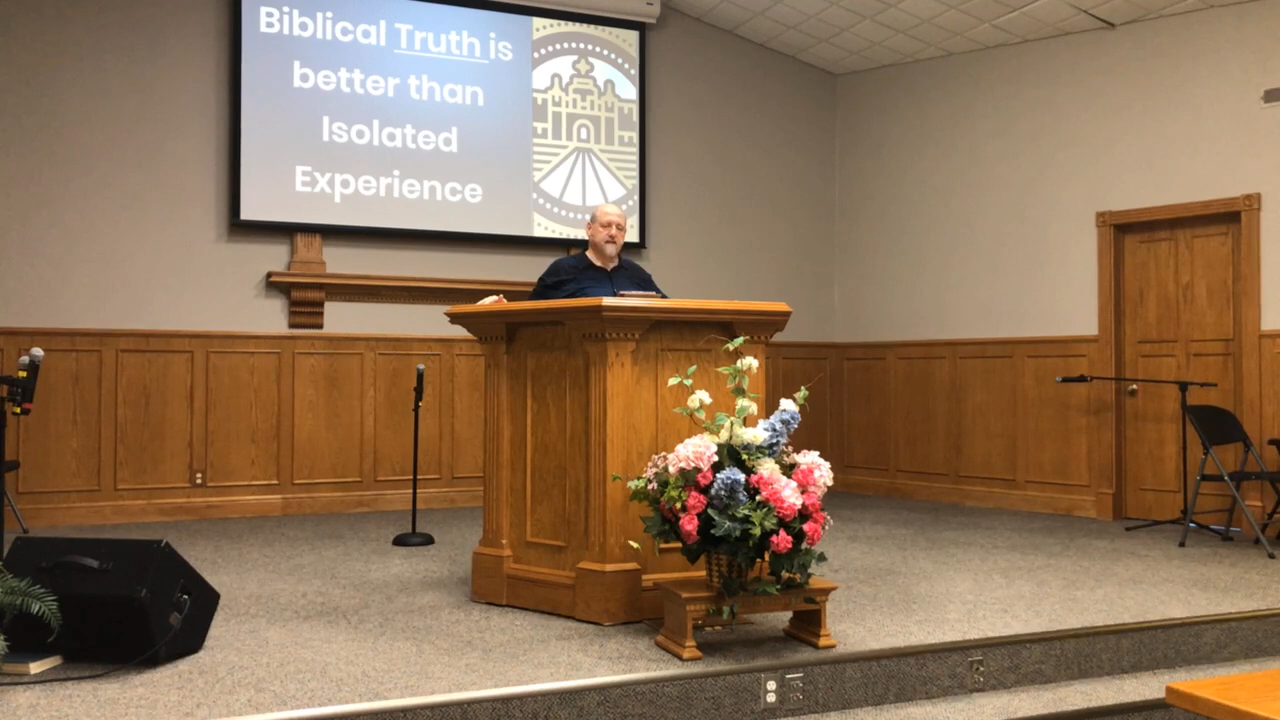 Biblical Truth is
better than
Isolated
Experience